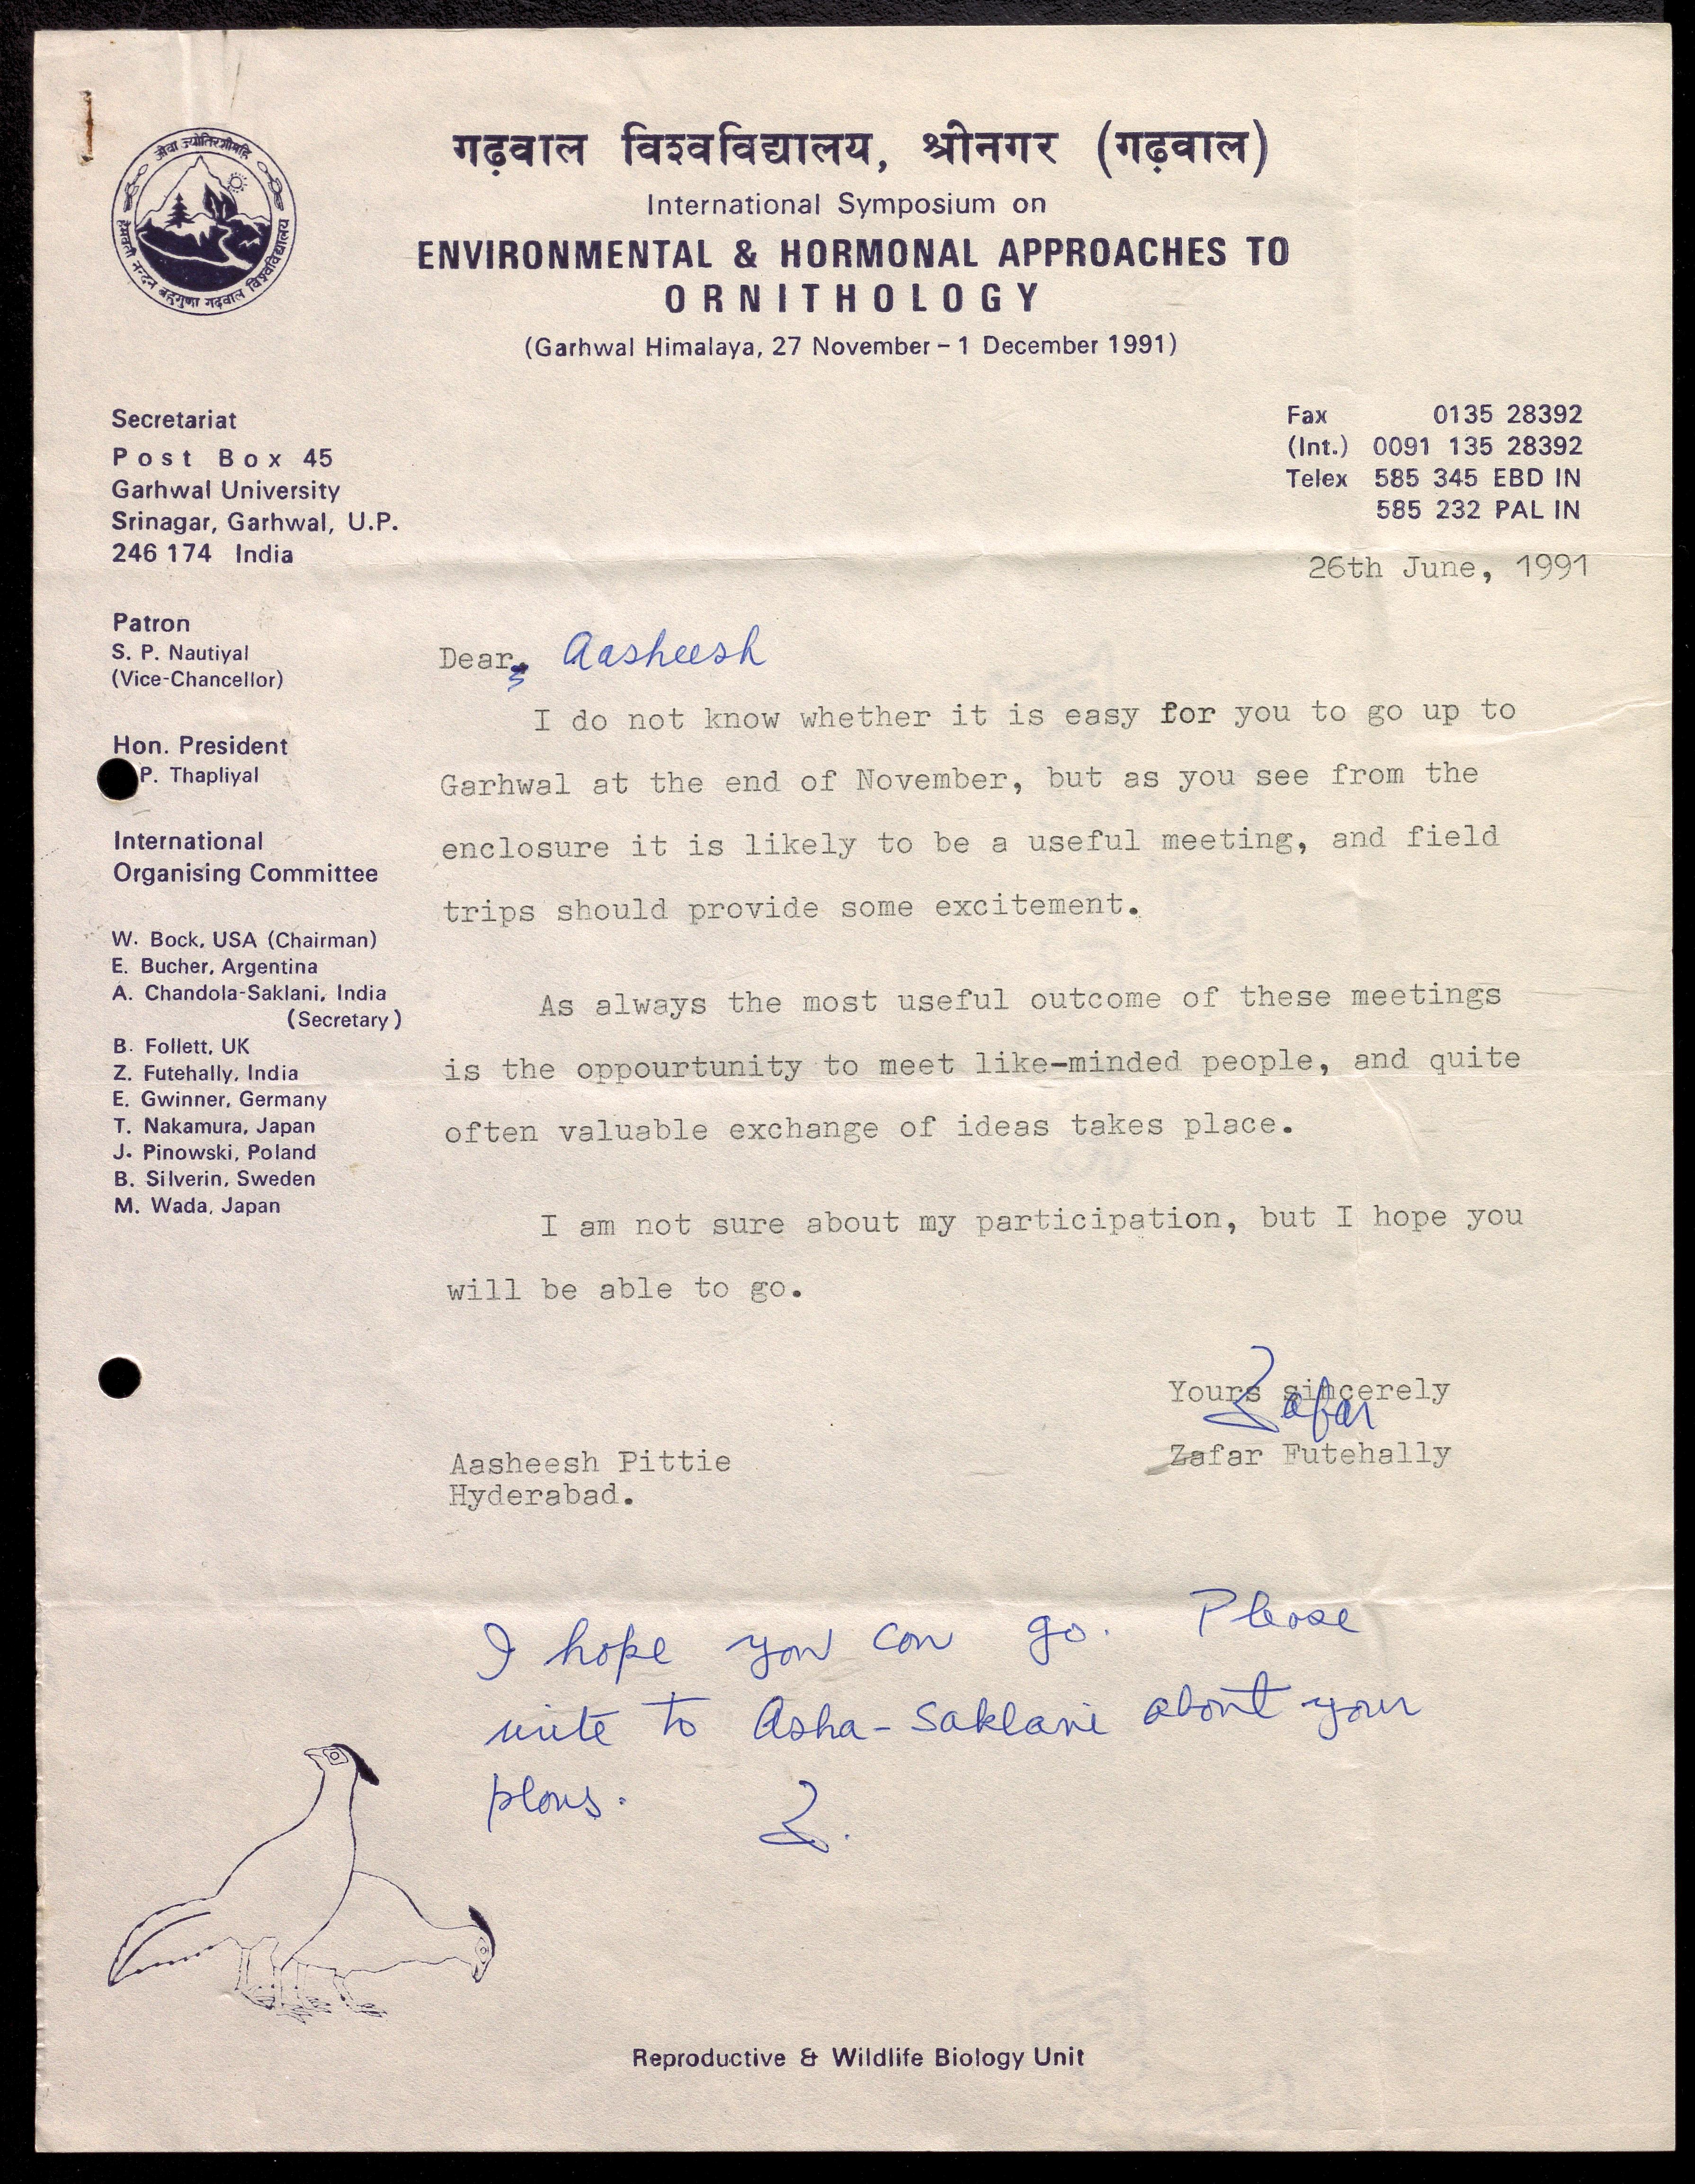 गढ़वाल विश्वविद्यालय, श्रीनगर (गढ़वाल)
International Symposium on
ENVIRONMENTAL & HORMONAL APPROACHES TO
ORNITHOLOGY
(Garhwal Himalaya, 27 November – 1 December 1991)
हेमवती नन्दन बहुगुणा गढ़वाल विश्वविद्यालय
Secretariat
Post Box 45
Garhwal University
Srinagar, Garhwal, U.P.
246 174 India
Fax 0135 28392
(Int.) 0091 135 28392
Telex 585 345 EBD IN
585 232 PAL IN
26th June, 1991
Patron
S. P. Nautiyal
(Vice-Chancellor)
Hon. President
P. Thapliyal
International
Organising Committee
W. Bock, USA (Chairman)
E. Bucher, Argentina
A. Chandola-Saklani, India
(Secretary)
B. Follett, UK
Z. Futehally, India
E. Gwinner, Germany
T. Nakamura, Japan
J. Pinowski, Poland
B. Silverin, Sweden
M. Wada, Japan
Dear, Aasheesh
I do not know whether it is easy for you to go up to
Garhwal at the end of November, but as you see from the
enclosure it is likely to be a useful meeting, and field
trips should provide some excitement.
As always the most useful outcome of these meetings
is the oppourtunity to meet like-minded people, and quite
often valuable exchange of ideas takes place.
I am not sure about my participation, but I hope you
will be able to go.
Yours sincerely
Zafar
Zafar Futehally
Aasheesh Pittie
Hyderabad.
I hope you can go. Please
write to Asha-Saklani about your
plans. Z.
Reproductive & Wildlife Biology Unit